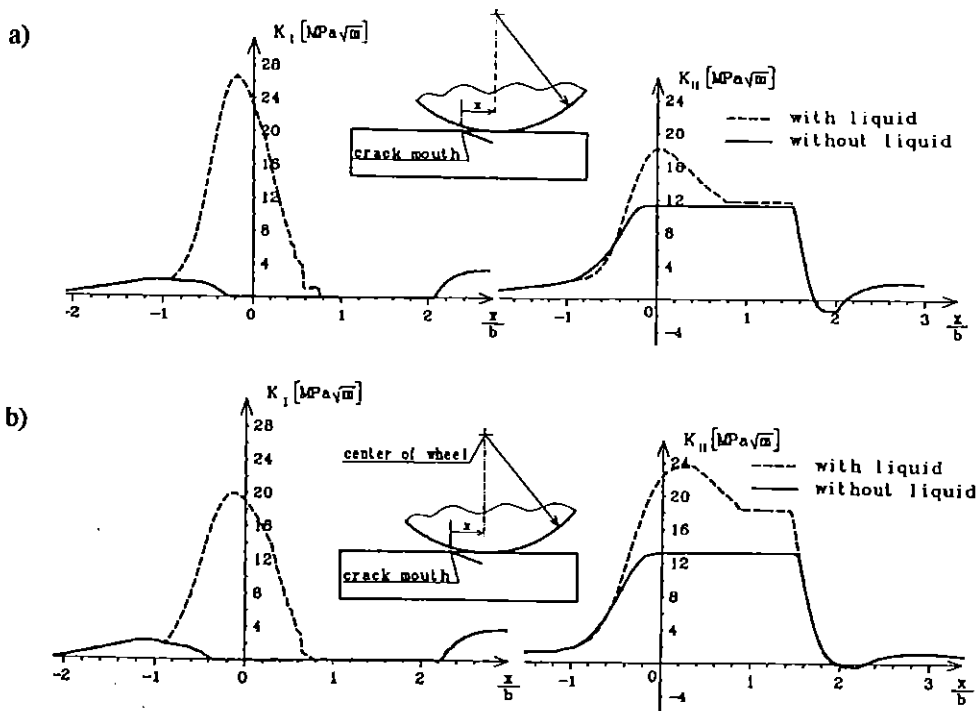 a)
K_I [MPa√m]
28
24
20
16
12
8
4
-2
-1
0
1
2
x/b
crack mouth
x
K_II [MPa√m]
24
20
16
12
8
4
-4
-1
0
1
2
3
x/b
with liquid
without liquid
b)
K_I [MPa√m]
28
24
20
16
12
8
4
-2
-1
0
1
2
x/b
center of wheel
x
crack mouth
K_II [MPa√m]
24
20
16
12
8
4
-4
-1
0
1
2
3
x/b
with liquid
without liquid